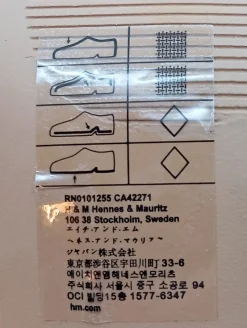 RN0101255 CA42271
H & M Hennes & Mauritz
106 38 Stockholm, Sweden
エイチ・アンド・エム
〜ヘネス・アンド・マウリッツ〜
ジャパン株式会社
東京都渋谷区宇田川町33-6
에이치앤엠헤네스앤모리츠
주식회사 서울시 중구 소공로 94
OCI 빌딩15층 1577-6347
hm.com